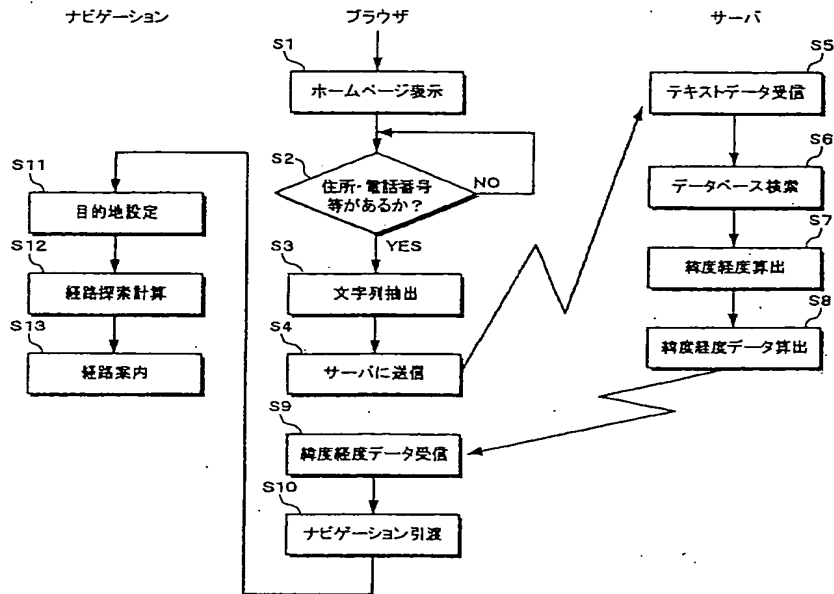 ナビゲーション
ブラウザ
サーバ
S1
ホームページ表示
S2
住所・電話番号
等があるか?
NO
YES
S3
文字列抽出
S4
サーバに送信
S5
テキストデータ受信
S6
データベース検索
S7
緯度経度算出
S8
緯度経度データ算出
S9
緯度経度データ受信
S10
ナビゲーション引渡
S11
目的地設定
S12
経路探索計算
S13
経路案内